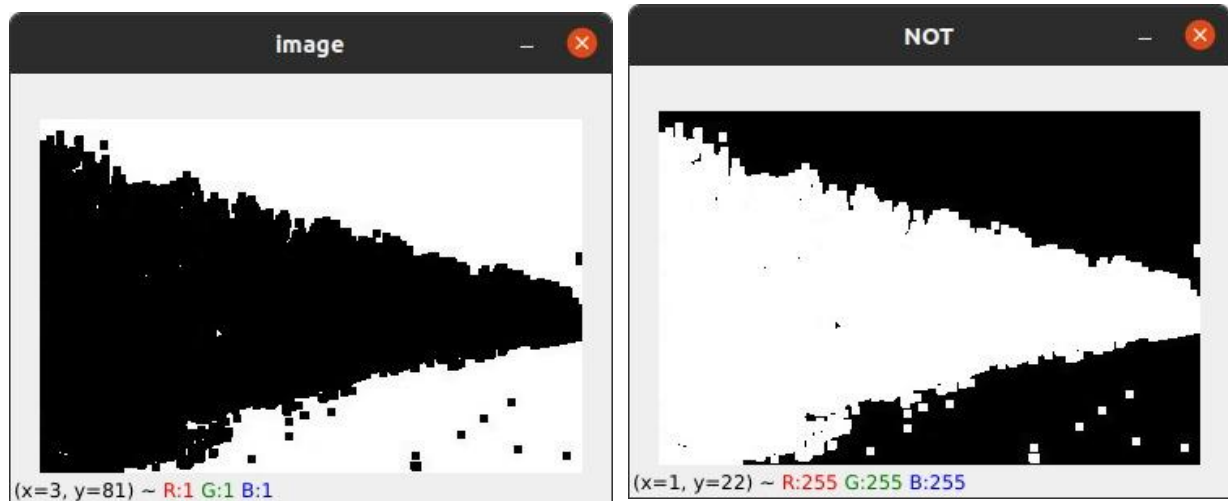 image
NOT
(x=3, y=81) ~ R:1 G:1 B:1
(x=1, y=22) ~ R:255 G:255 B:255